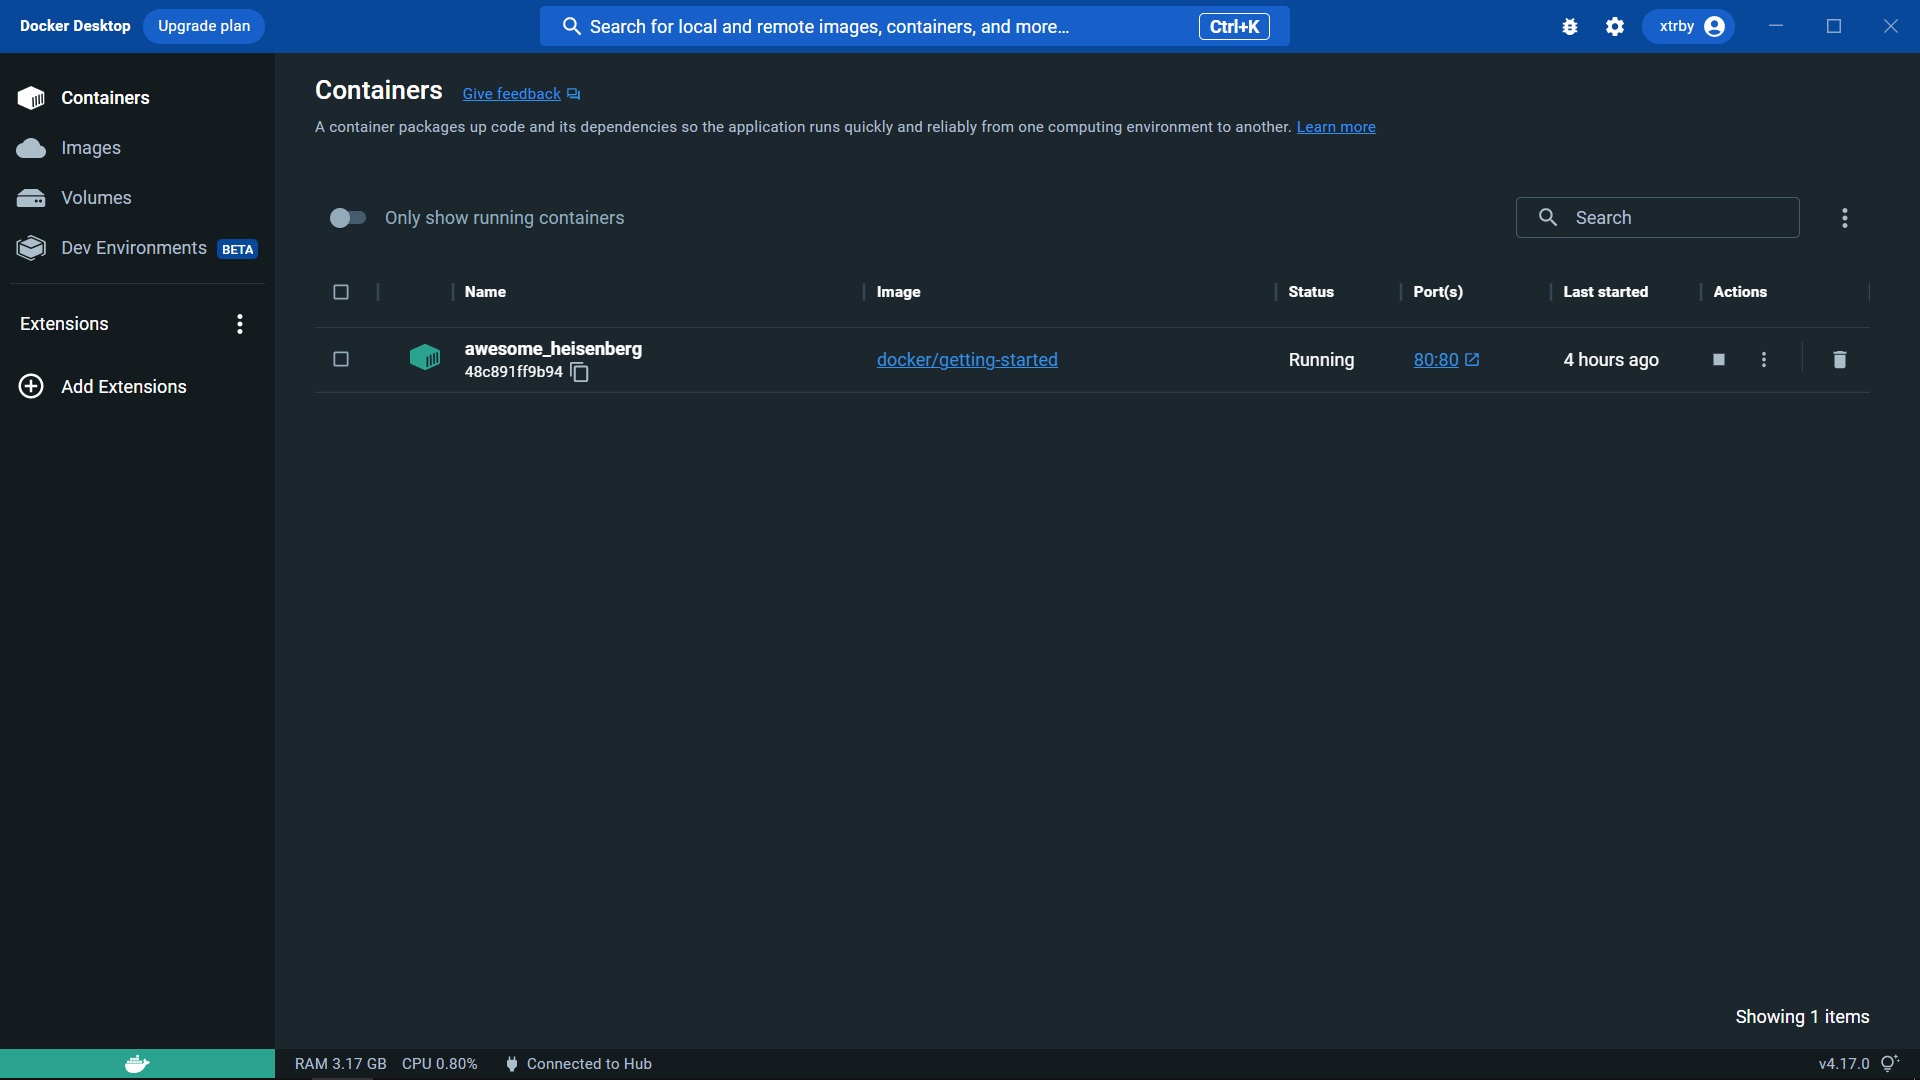 Docker Desktop Upgrade plan Search for local and remote images, containers, and more... Ctrl+K xtrby
Containers
Images
Volumes
Dev Environments BETA
Extensions
Add Extensions
Containers Give feedback
A container packages up code and its dependencies so the application runs quickly and reliably from one computing environment to another. Learn more
Only show running containers Search
Name Image Status Port(s) Last started Actions
awesome_heisenberg
48c891ff9b94
docker/getting-started Running 80:80 4 hours ago
Showing 1 items
RAM 3.17 GB CPU 0.80% Connected to Hub v4.17.0